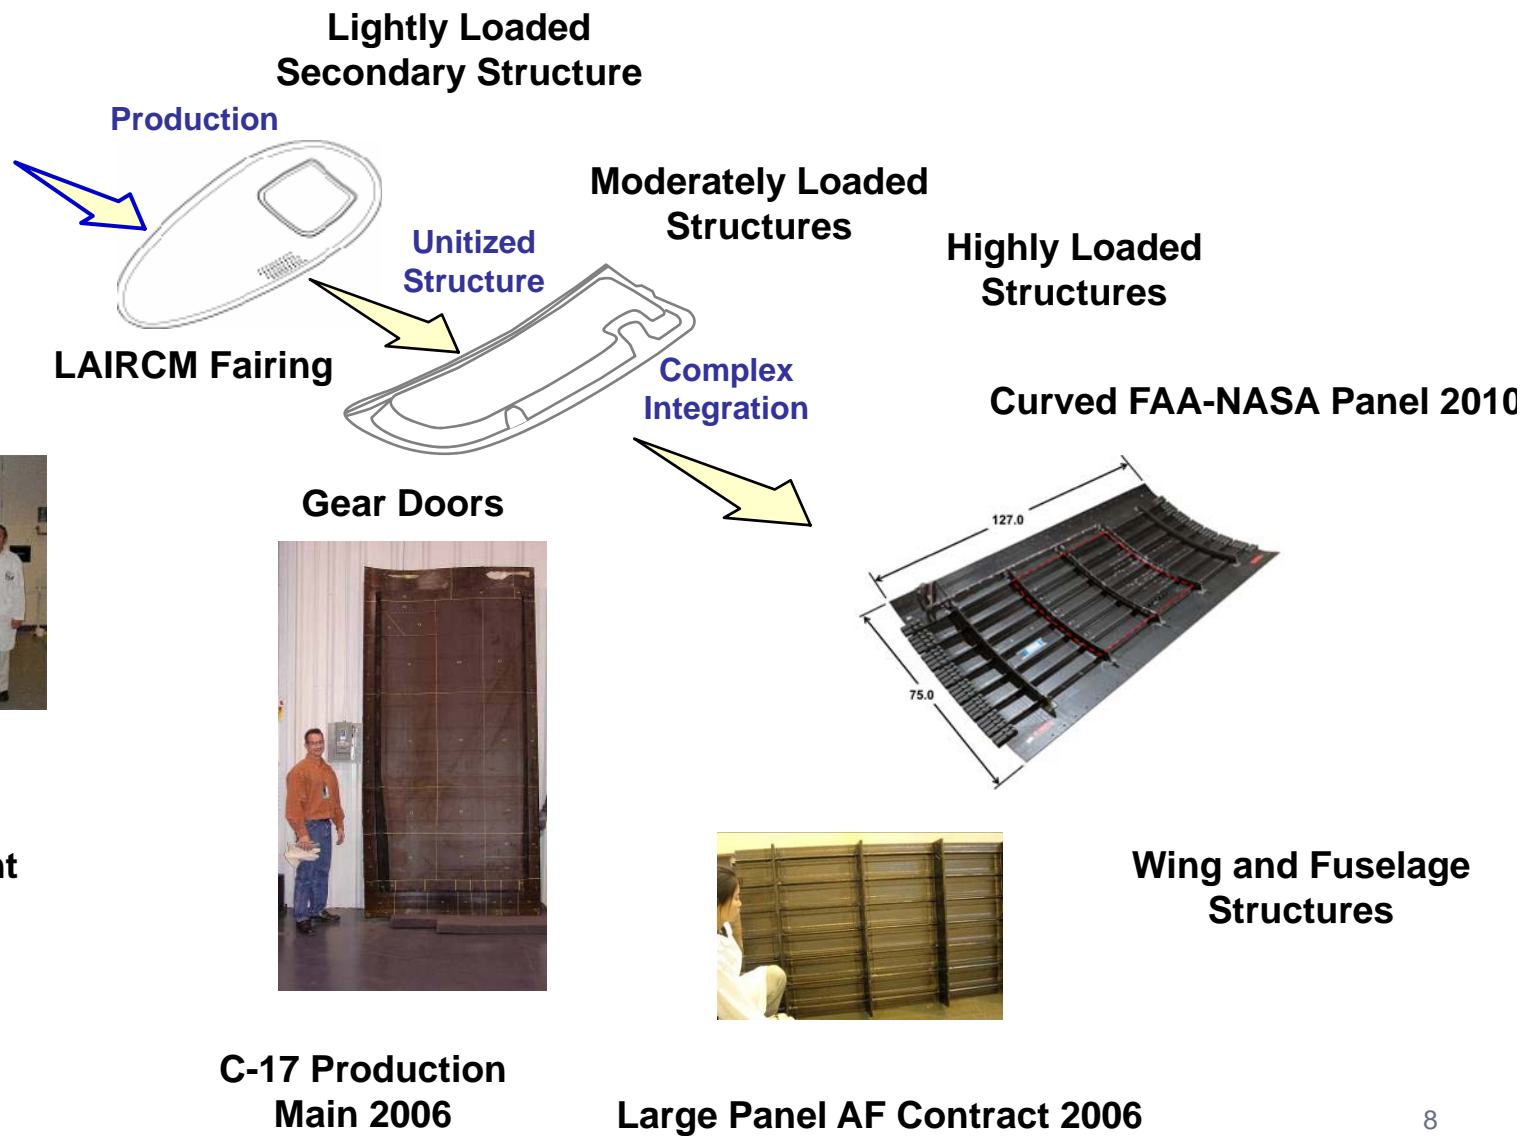 Lightly Loaded
Secondary Structure
Production
Moderately Loaded
Structures
Unitized
Structure
Highly Loaded
Structures
LAIRCM Fairing
Complex
Integration
Curved FAA-NASA Panel 2010
Gear Doors
127.0
75.0
nt
Wing and Fuselage
Structures
C-17 Production
Main 2006
Large Panel AF Contract 2006
8